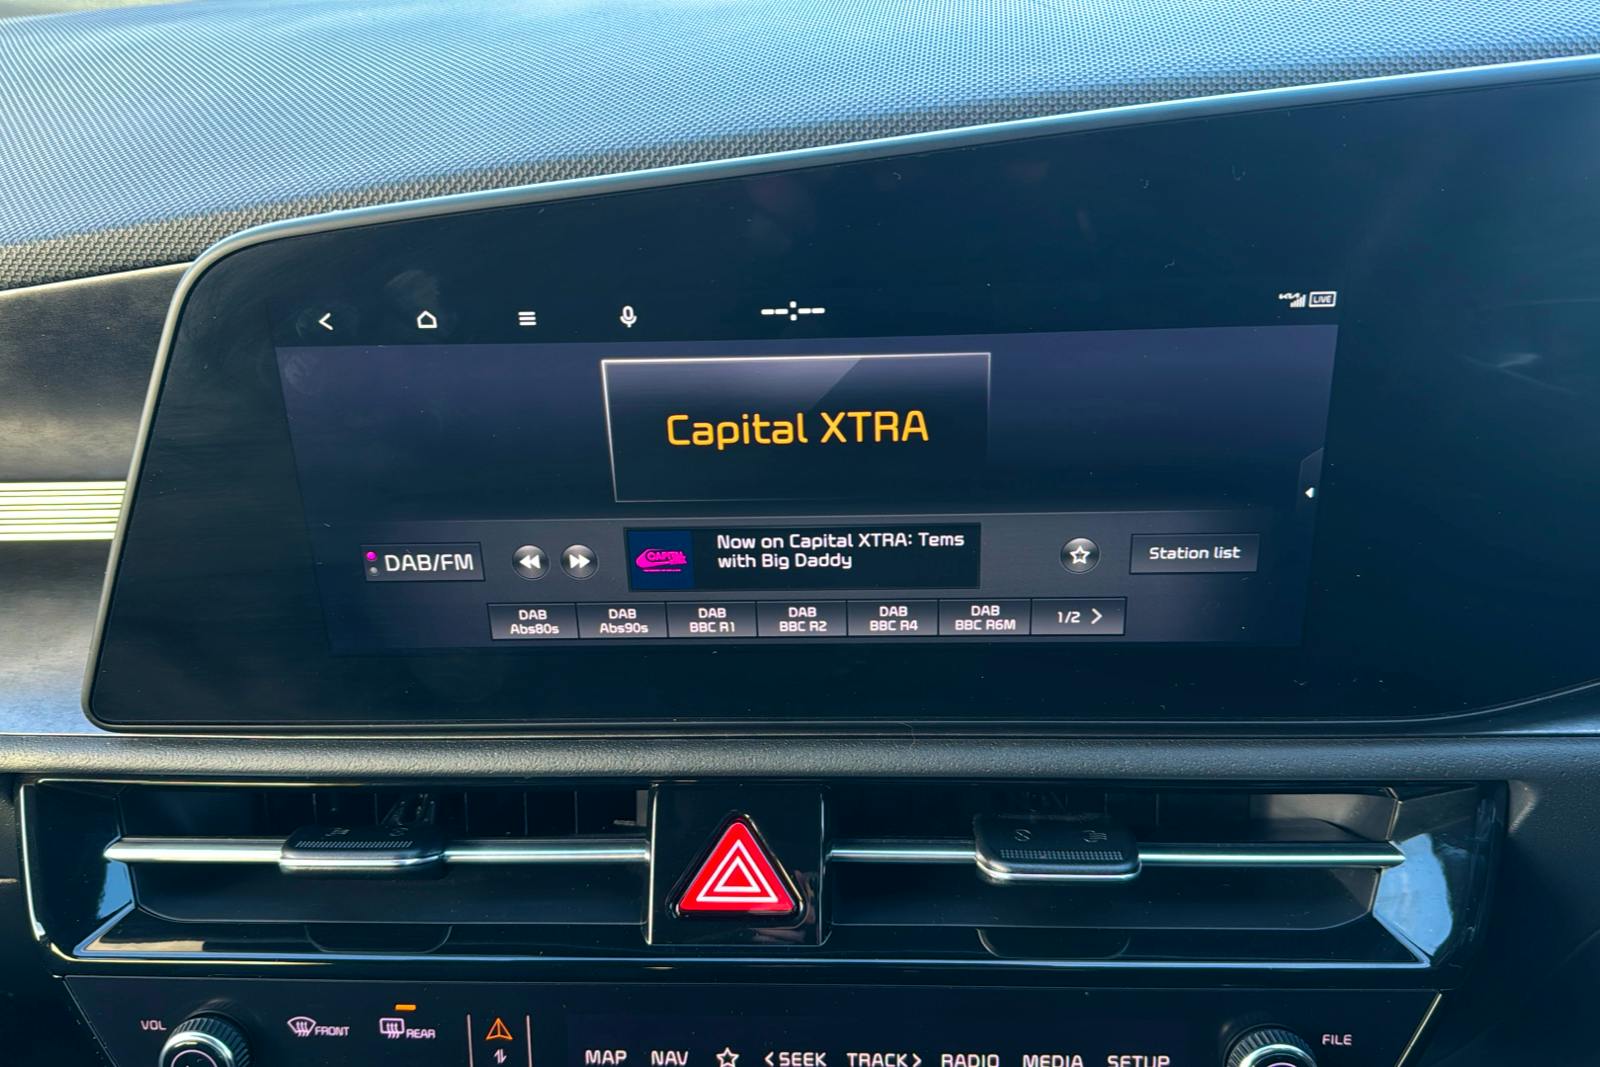 LIVE
Capital XTRA
DAB/FM
CAPITAL
Now on Capital XTRA: Tems
with Big Daddy
Station list
DAB
Abs80s
DAB
Abs90s
DAB
BBC R1
DAB
BBC R2
DAB
BBC R4
DAB
BBC R6M
1/2 >
VOL
FRONT
REAR
MAP
NAV
< SEEK
TRACK >
RADIO
MEDIA
SETUP
FILE